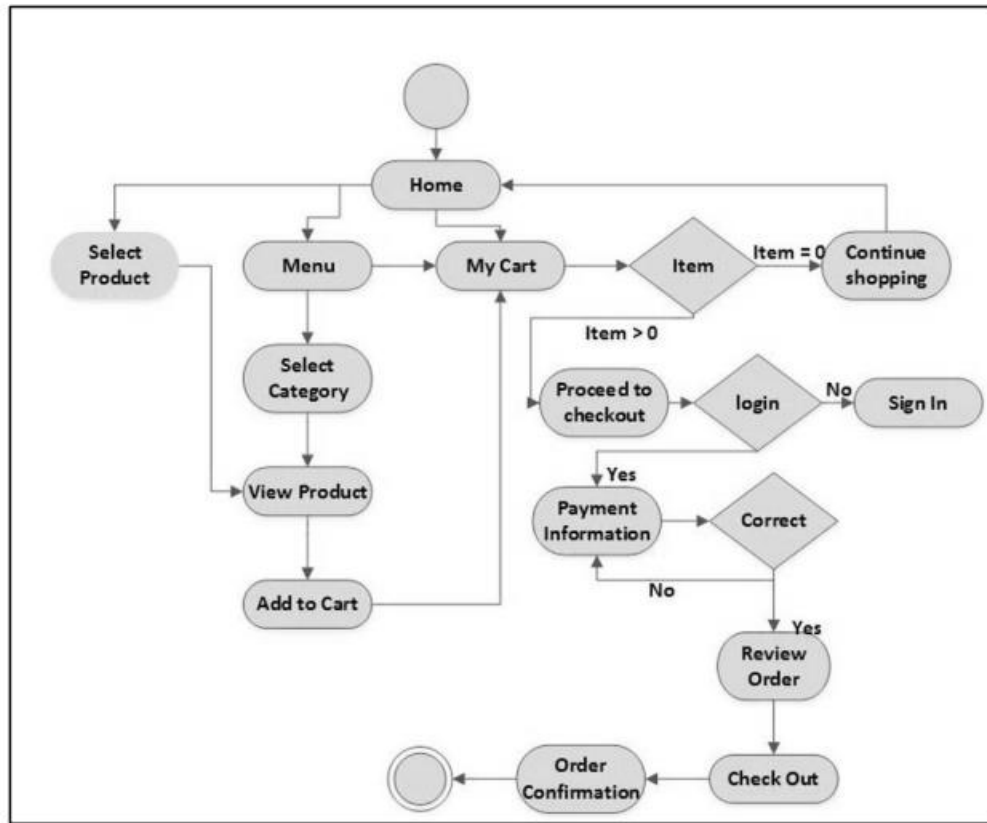 Home
Select
Product
Menu
My Cart
Item
Item = 0
Continue
shopping
Item > 0
Select
Category
Proceed to
checkout
login
No
Sign In
Yes
View Product
Payment
Information
Correct
No
Add to Cart
Yes
Review
Order
Order
Confirmation
Check Out